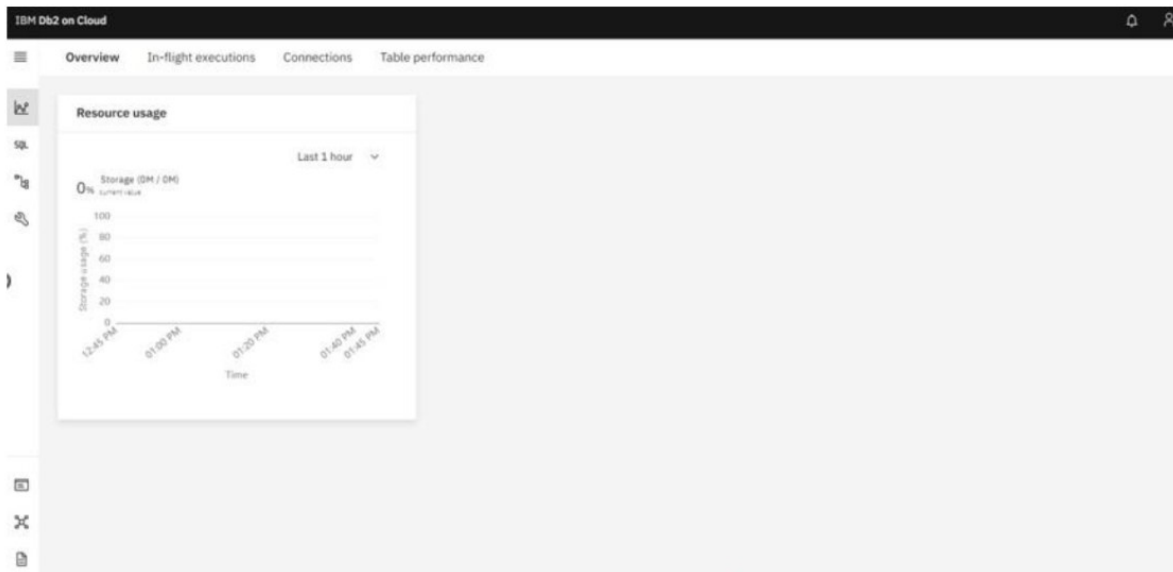 IBM Db2 on Cloud
Overview In-flight executions Connections Table performance
Resource usage
SQL
Last 1 hour
0% Storage (0M / 0M)
current value
100
80
60
40
20
0
Storage usage (%)
12:45 PM 01:00 PM 01:20 PM 01:40 PM 01:45 PM
Time